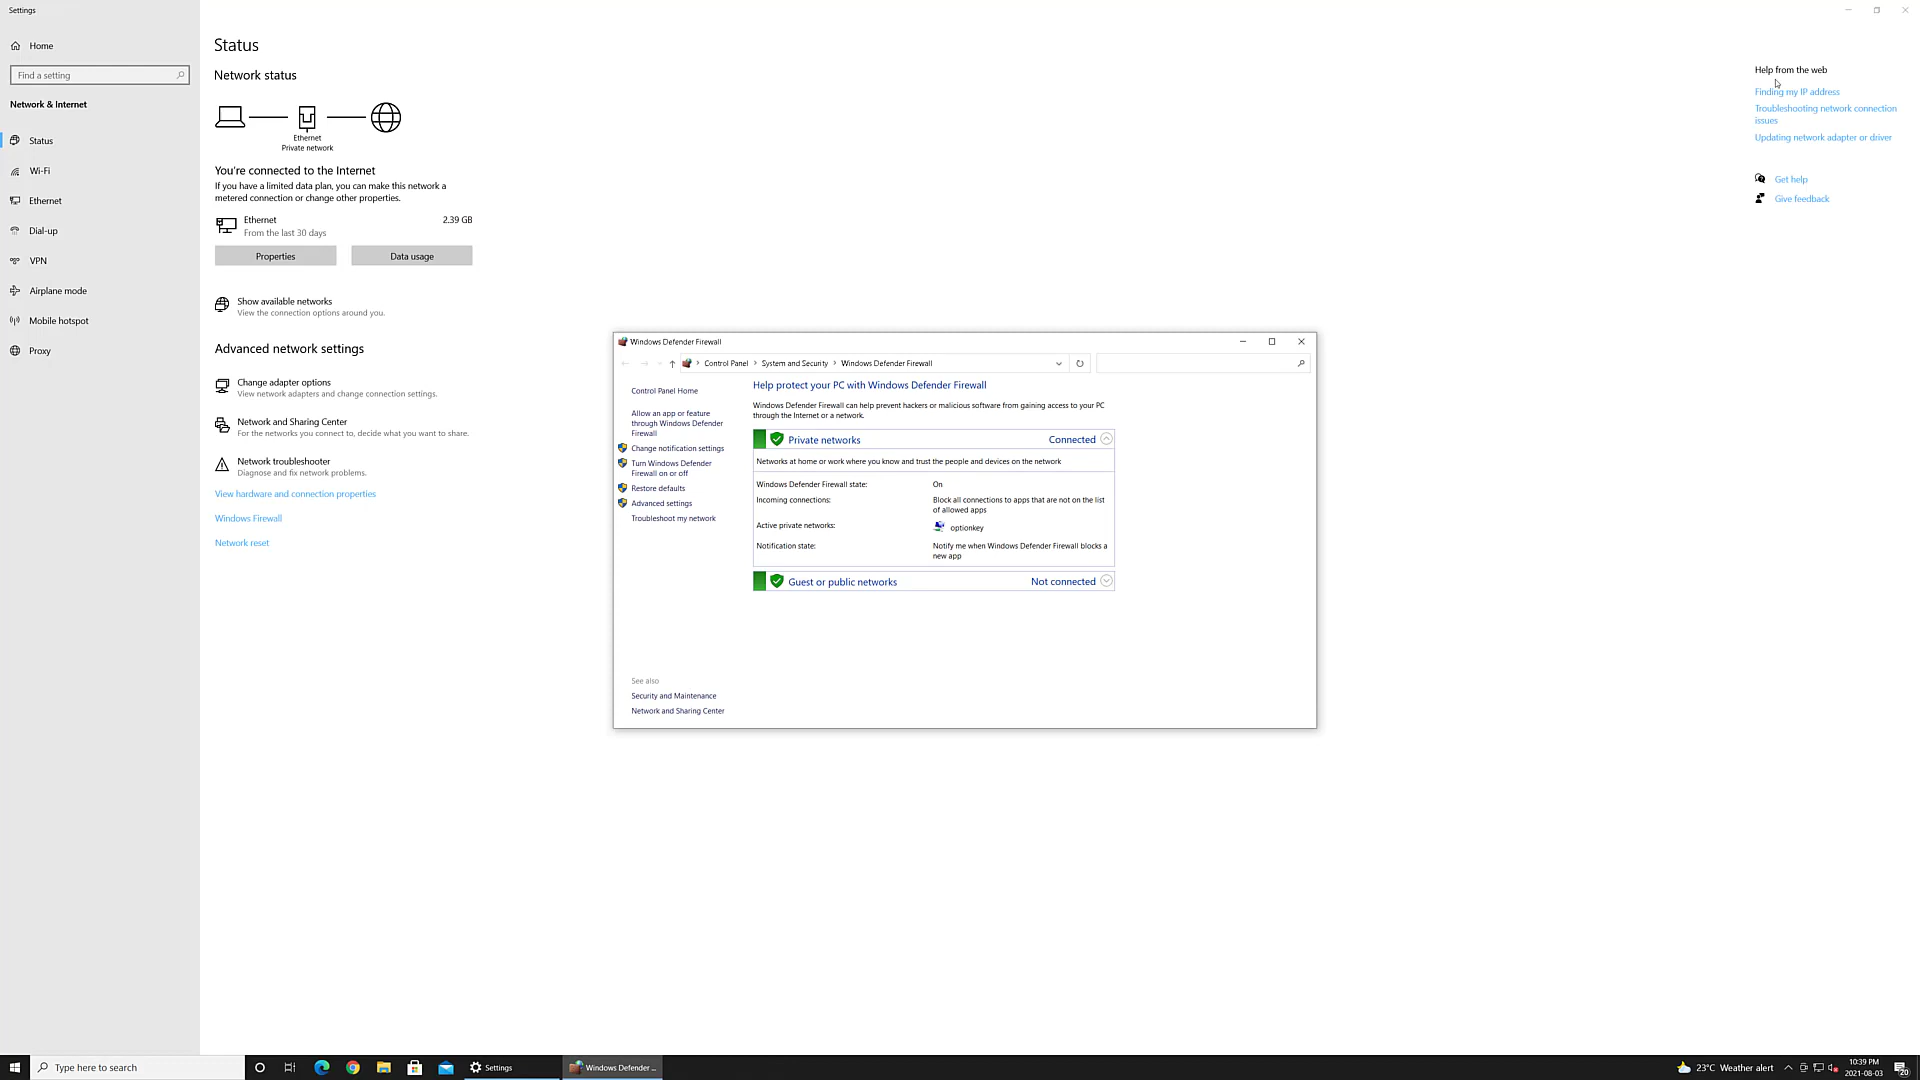 Settings
Home
Find a setting
Network & Internet
Status
Wi-Fi
Ethernet
Dial-up
VPN
Airplane mode
Mobile hotspot
Proxy
Status
Network status
Ethernet
Private network
You're connected to the Internet
If you have a limited data plan, you can make this network a
metered connection or change other properties.
Ethernet 2.39 GB
From the last 30 days
Properties Data usage
Show available networks
View the connection options around you.
Advanced network settings
Change adapter options
View network adapters and change connection settings.
Network and Sharing Center
For the networks you connect to, decide what you want to share.
Network troubleshooter
Diagnose and fix network problems.
View hardware and connection properties
Windows Firewall
Network reset
Help from the web
Finding my IP address
Troubleshooting network connection
issues
Updating network adapter or driver
Get help
Give feedback
Windows Defender Firewall
Control Panel > System and Security > Windows Defender Firewall
Control Panel Home
Allow an app or feature
through Windows Defender
Firewall
Change notification settings
Turn Windows Defender
Firewall on or off
Restore defaults
Advanced settings
Troubleshoot my network
See also
Security and Maintenance
Network and Sharing Center
Help protect your PC with Windows Defender Firewall
Windows Defender Firewall can help prevent hackers or malicious software from gaining access to your PC
through the Internet or a network.
Private networks Connected
Networks at home or work where you know and trust the people and devices on the network
Windows Defender Firewall state: On
Incoming connections: Block all connections to apps that are not on the list
of allowed apps
Active private networks: optionkey
Notification state: Notify me when Windows Defender Firewall blocks a
new app
Guest or public networks Not connected
Type here to search
Settings
Windows Defender ...
23°C Weather alert
10:39 PM
2021-08-03
20